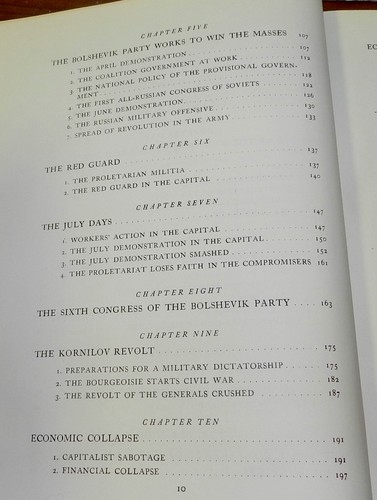 CHAPTER FIVE
THE BOLSHEVIK PARTY WORKS TO WIN THE MASSES 107
1. THE APRIL DEMONSTRATION 107
2. THE COALITION GOVERNMENT AT WORK 112
3. THE NATIONAL POLICY OF THE PROVISIONAL GOVERN-
MENT 118
4. THE FIRST ALL-RUSSIAN CONGRESS OF SOVIETS 122
5. THE JUNE DEMONSTRATION 126
6. THE RUSSIAN MILITARY OFFENSIVE 130
7. SPREAD OF REVOLUTION IN THE ARMY 133
CHAPTER SIX
THE RED GUARD 137
1. THE PROLETARIAN MILITIA 137
2. THE RED GUARD IN THE CAPITAL 140
CHAPTER SEVEN
THE JULY DAYS 147
1. WORKERS' ACTION IN THE CAPITAL 147
2. THE JULY DEMONSTRATION IN THE CAPITAL 150
3. THE JULY DEMONSTRATION SMASHED 152
4. THE PROLETARIAT LOSES FAITH IN THE COMPROMISERS 161
CHAPTER EIGHT
THE SIXTH CONGRESS OF THE BOLSHEVIK PARTY 163
CHAPTER NINE
THE KORNILOV REVOLT 175
1. PREPARATIONS FOR A MILITARY DICTATORSHIP 175
2. THE BOURGEOISIE STARTS CIVIL WAR 182
3. THE REVOLT OF THE GENERALS CRUSHED 187
CHAPTER TEN
ECONOMIC COLLAPSE 191
1. CAPITALIST SABOTAGE 191
2. FINANCIAL COLLAPSE 197
10